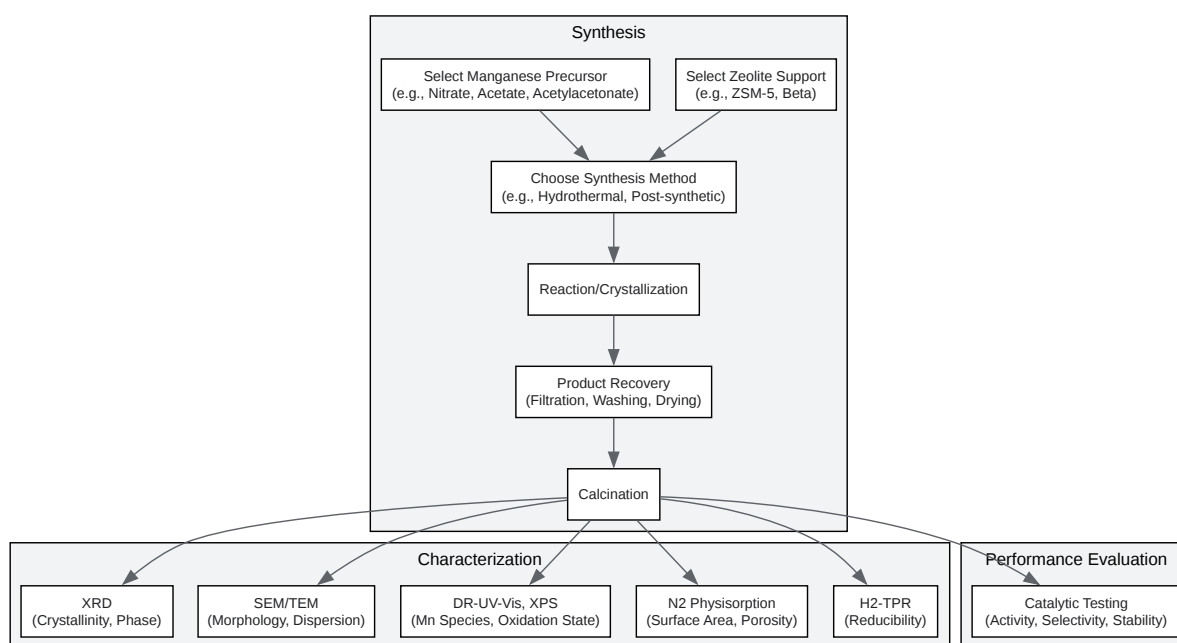 Synthesis
Select Manganese Precursor
(e.g., Nitrate, Acetate, Acetylacetonate)
Select Zeolite Support
(e.g., ZSM-5, Beta)
Choose Synthesis Method
(e.g., Hydrothermal, Post-synthetic)
Reaction/Crystallization
Product Recovery
(Filtration, Washing, Drying)
Calcination
Characterization
XRD
(Crystallinity, Phase)
SEM/TEM
(Morphology, Dispersion)
DR-UV-Vis, XPS
(Mn Species, Oxidation State)
N2 Physisorption
(Surface Area, Porosity)
H2-TPR
(Reducibility)
Performance Evaluation
Catalytic Testing
(Activity, Selectivity, Stability)